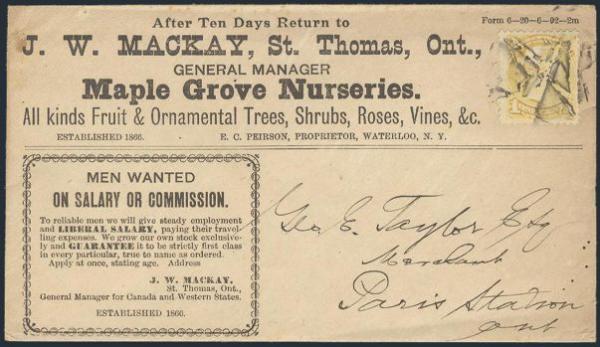 After Ten Days Return to
Form 6—20—6—92—2m
J. W. MACKAY, St. Thomas, Ont.,
GENERAL MANAGER
Maple Grove Nurseries.
All kinds Fruit & Ornamental Trees, Shrubs, Roses, Vines, &c.
ESTABLISHED 1866. E. C. PEIRSON, PROPRIETOR, WATERLOO, N. Y.
MEN WANTED
ON SALARY OR COMMISSION.
To reliable men we will give steady employment
and LIBERAL SALARY, paying their travel-
ling expenses. We grow our own stock exclusive-
ly and GUARANTEE it to be strictly first class
in every particular, true to name as ordered.
Apply at once, stating age. Address
J. W. MACKAY,
St. Thomas, Ont.,
General Manager for Canada and Western States.
ESTABLISHED 1866.
Geo E. Taylor Esq
Merchant
Paris Station
Ont